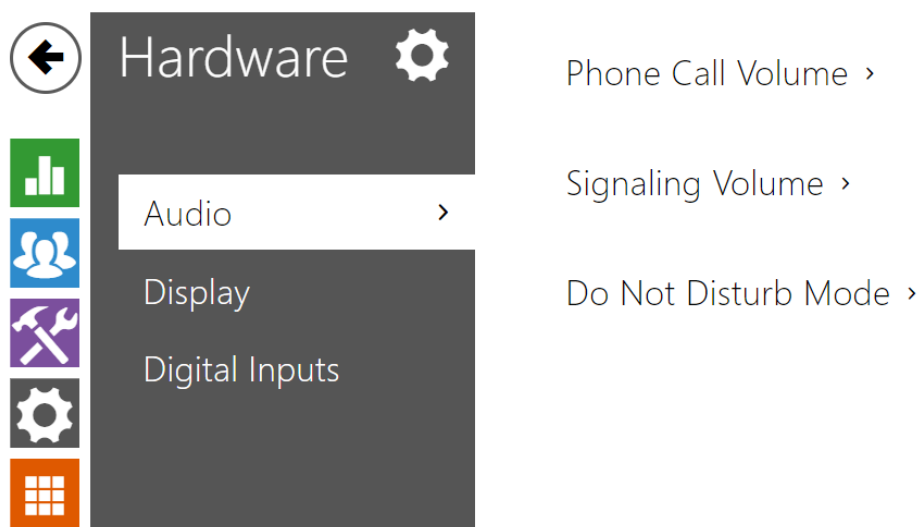 Hardware
Audio
Display
Digital Inputs
Phone Call Volume
Signaling Volume
Do Not Disturb Mode